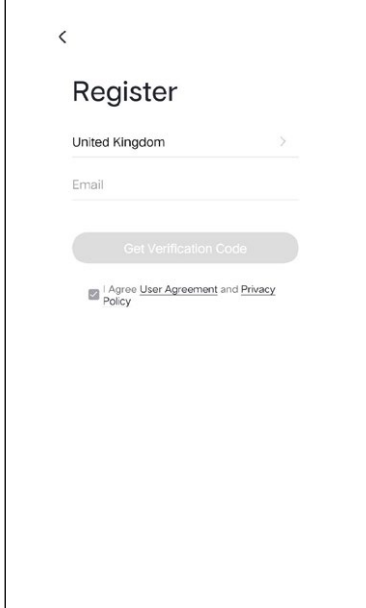 Register
United Kingdom
Email
Get Verification Code
I Agree User Agreement and Privacy
Policy